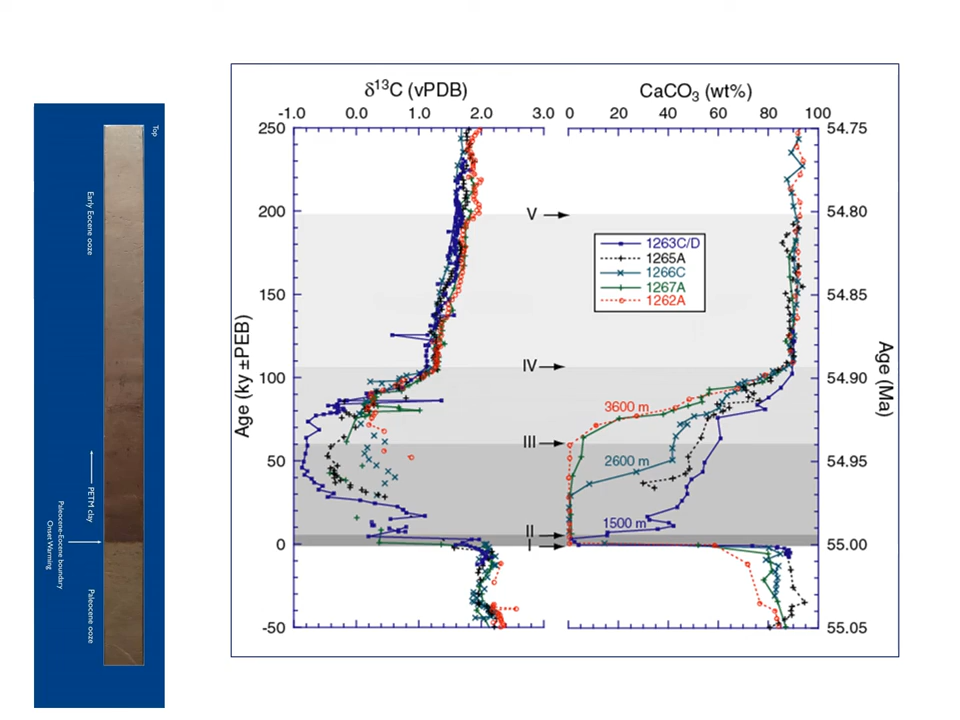 Top
Early Eocene ooze
PETM clay
Paleocene-Eocene boundary
Onset Warming
Paleocene ooze
δ13C (vPDB)
CaCO3 (wt%)
-1.0 0.0 1.0 2.0 3.0
0 20 40 60 80 100
250
200
150
100
50
0
-50
Age (ky ±PEB)
V
IV
III
II
I
1263C/D
1265A
1266C
1267A
1262A
3600 m
2600 m
1500 m
54.75
54.80
54.85
54.90
54.95
55.00
55.05
Age (Ma)